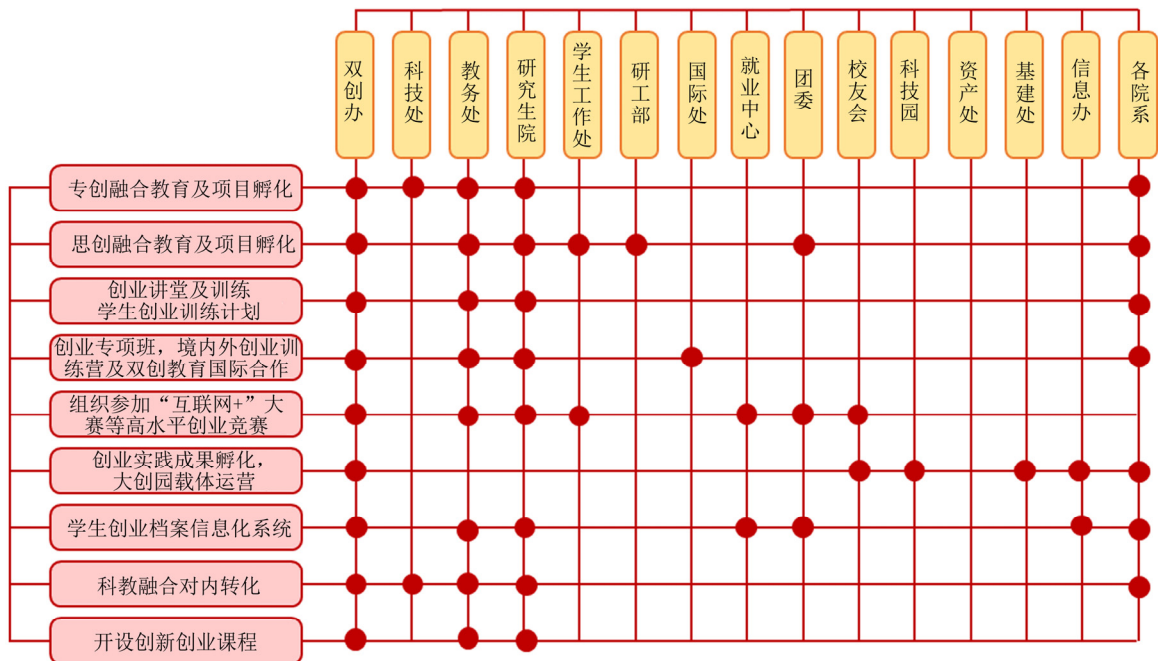 双创办
科技处
教务处
研究生院
学生工作处
研工部
国际处
就业中心
团委
校友会
科技园
资产处
基建处
信息办
各院系
专创融合教育及项目孵化
思创融合教育及项目孵化
创业讲堂及训练
学生创业训练计划
创业专项班，境内外创业训
练营及双创教育国际合作
组织参加“互联网+”大
赛等高水平创业竞赛
创业实践成果孵化，
大创园载体运营
学生创业档案信息化系统
科教融合对内转化
开设创新创业课程